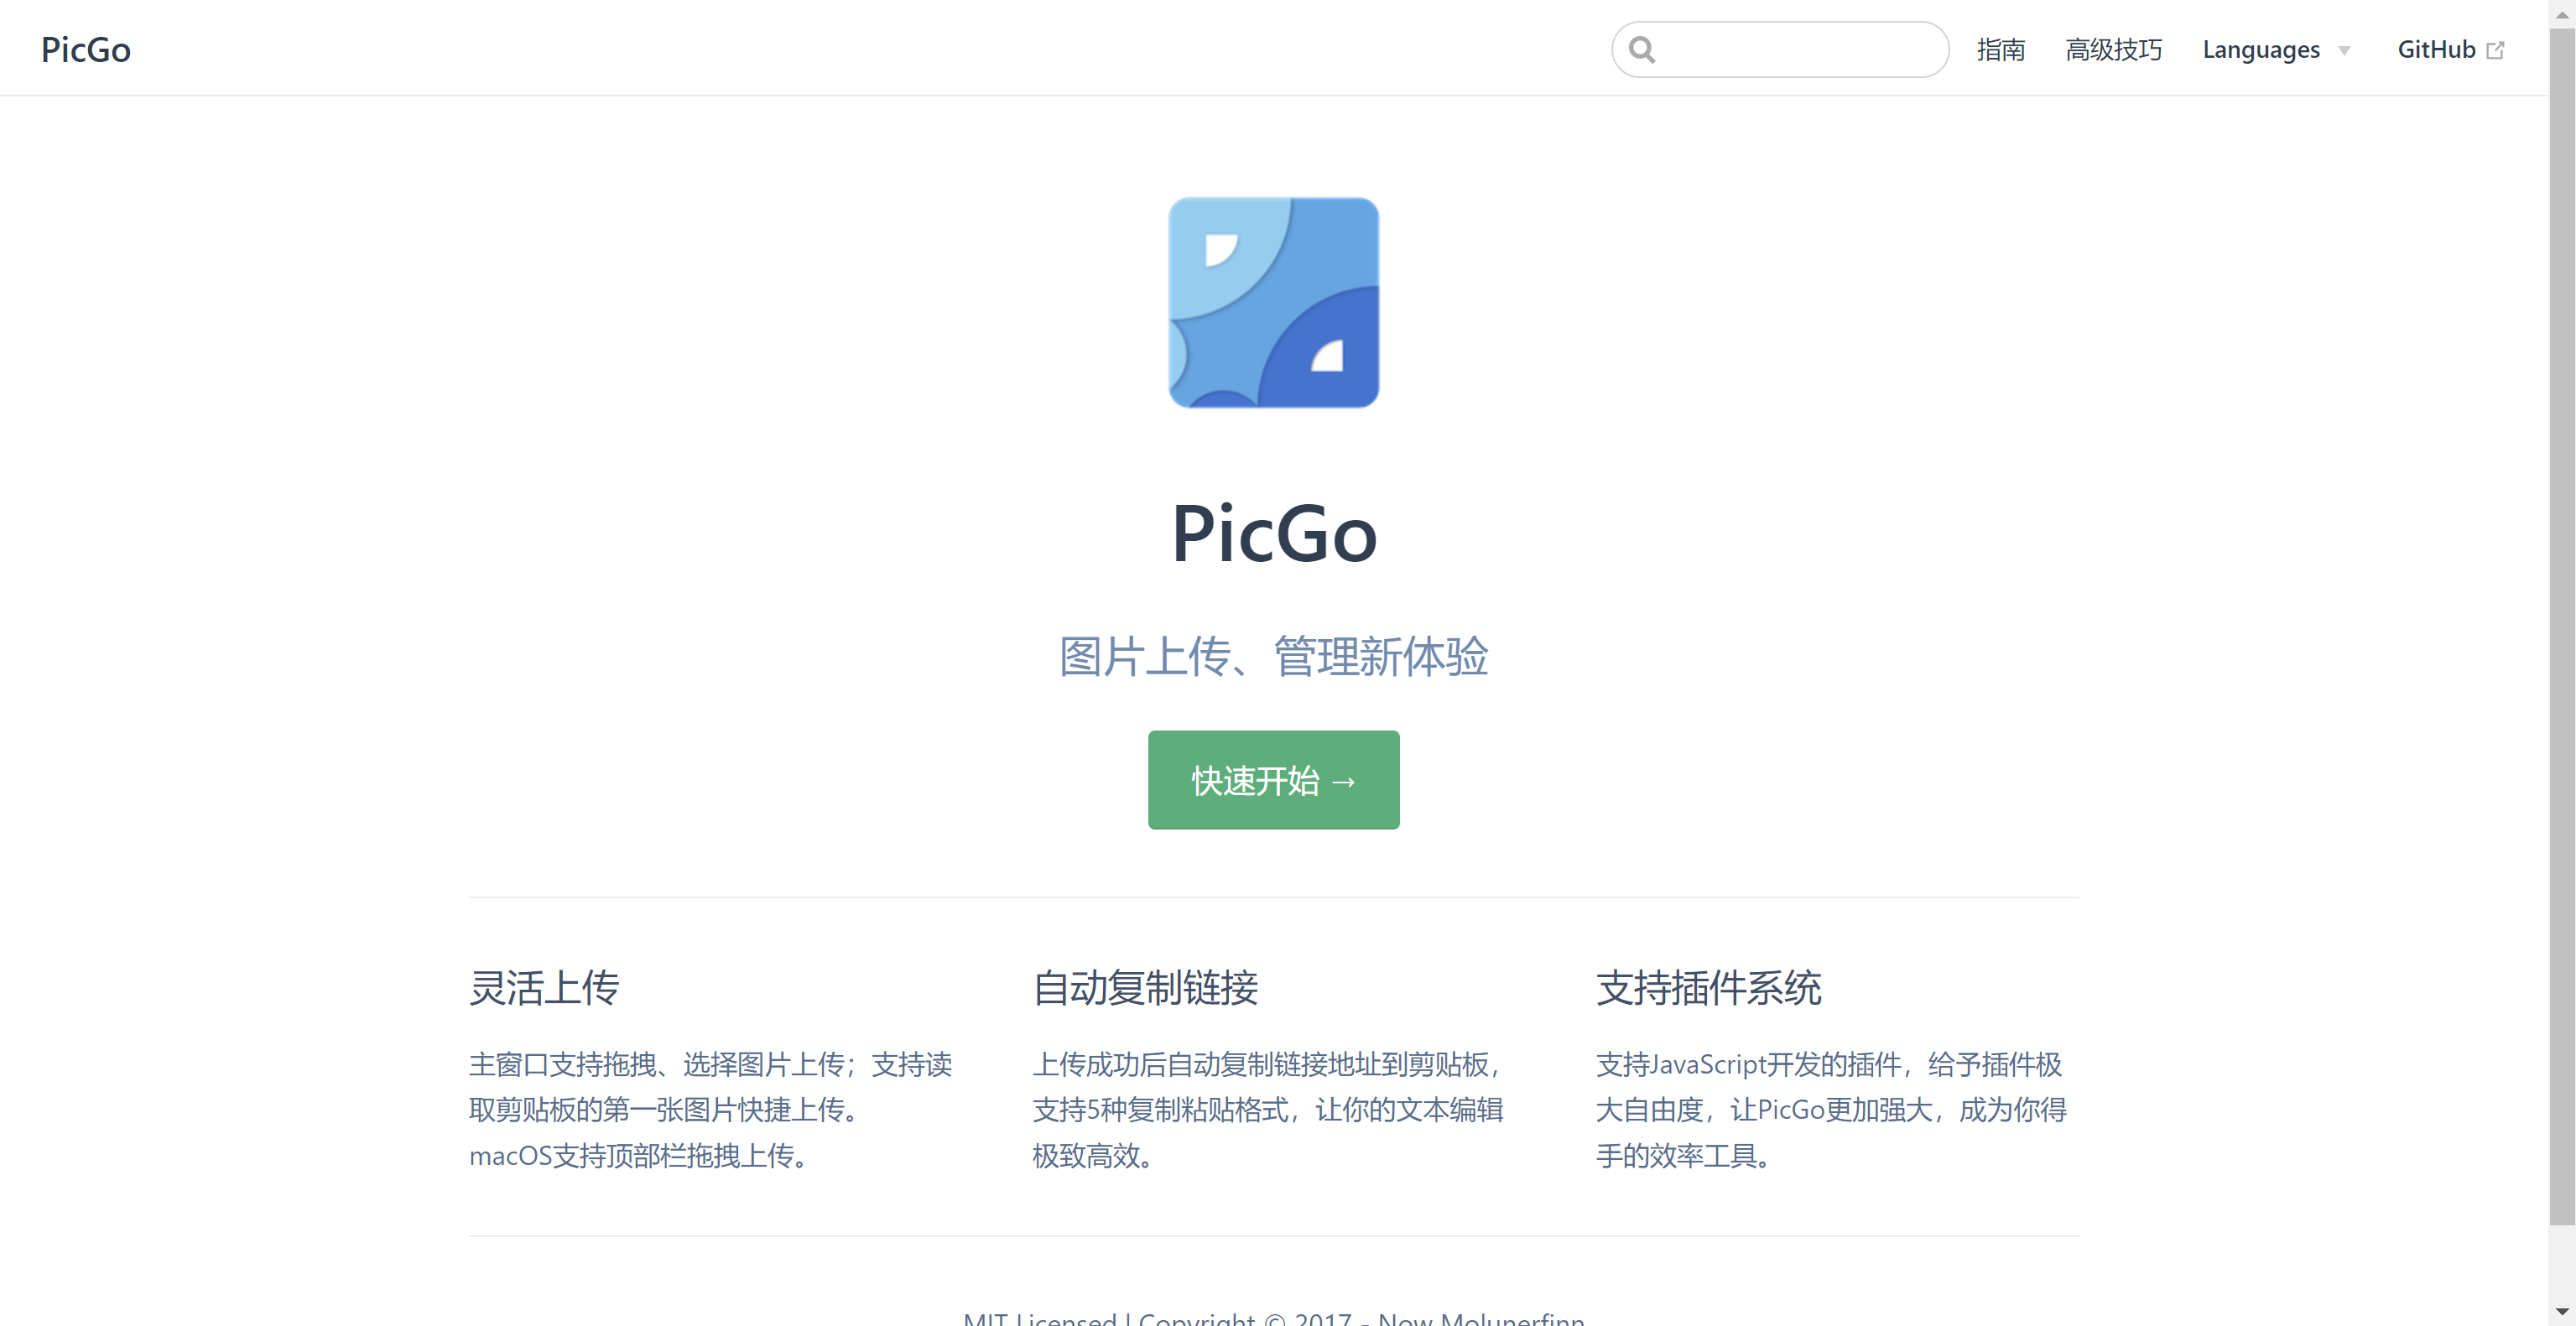 PicGo
指南 高级技巧 Languages GitHub
PicGo
图片上传、管理新体验
快速开始 →
灵活上传
主窗口支持拖拽、选择图片上传；支持读
取剪贴板的第一张图片快捷上传。
macOS支持顶部栏拖拽上传。
自动复制链接
上传成功后自动复制链接地址到剪贴板，
支持5种复制粘贴格式，让你的文本编辑
极致高效。
支持插件系统
支持JavaScript开发的插件，给予插件极
大自由度，让PicGo更加强大，成为你得
手的效率工具。
MIT Licensed | Copyright © 2017 - Now Molunerfinn